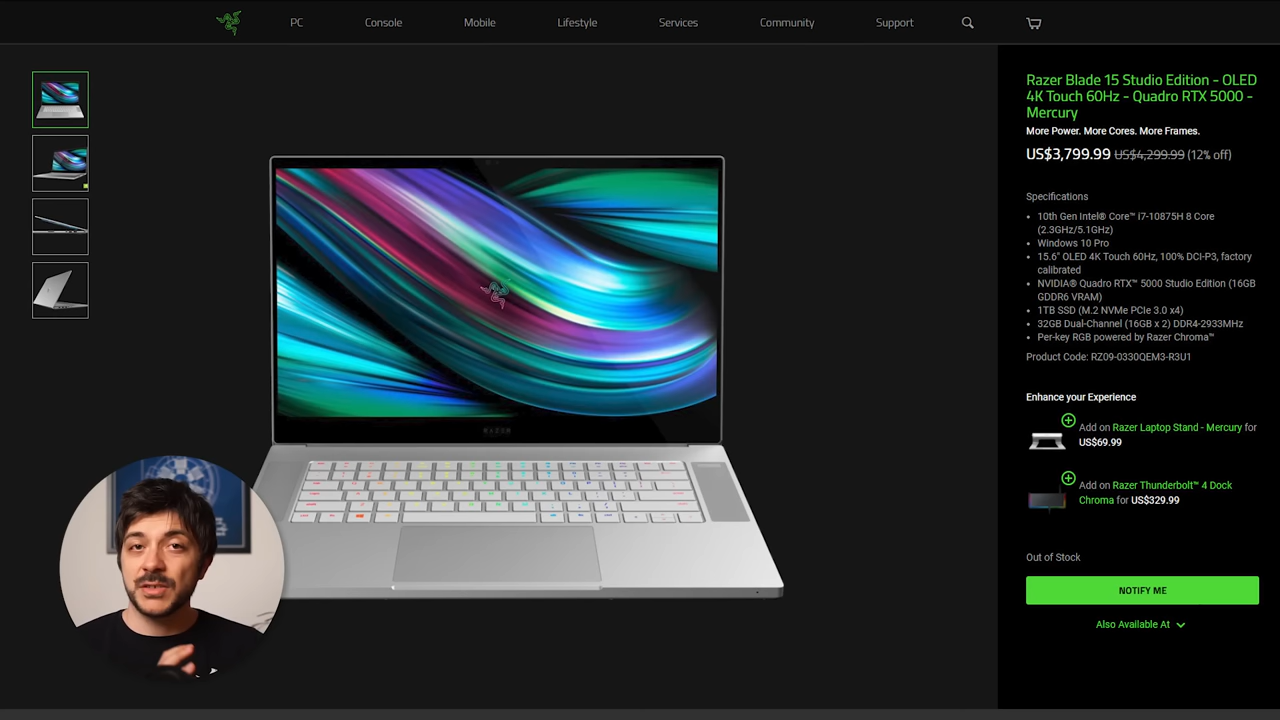 PC
Console
Mobile
Lifestyle
Services
Community
Support
Razer Blade 15 Studio Edition - OLED
4K Touch 60Hz - Quadro RTX 5000 -
Mercury
More Power. More Cores. More Frames.
US$3,799.99 US$4,299.99 (12% off)
Specifications
• 10th Gen Intel® Core™ i7-10875H 8 Core
(2.3GHz/5.1GHz)
• Windows 10 Pro
• 15.6" OLED 4K Touch 60Hz, 100% DCI-P3, factory
calibrated
• NVIDIA® Quadro RTX™ 5000 Studio Edition (16GB
GDDR6 VRAM)
• 1TB SSD (M.2 NVMe PCIe 3.0 x4)
• 32GB Dual-Channel (16GB x 2) DDR4-2933MHz
• Per-key RGB powered by Razer Chroma™
Product Code: RZ09-0330QEM3-R3U1
Enhance your Experience
Add on Razer Laptop Stand - Mercury for
US$69.99
Add on Razer Thunderbolt™ 4 Dock
Chroma for US$329.99
Out of Stock
NOTIFY ME
Also Available At
RAZER